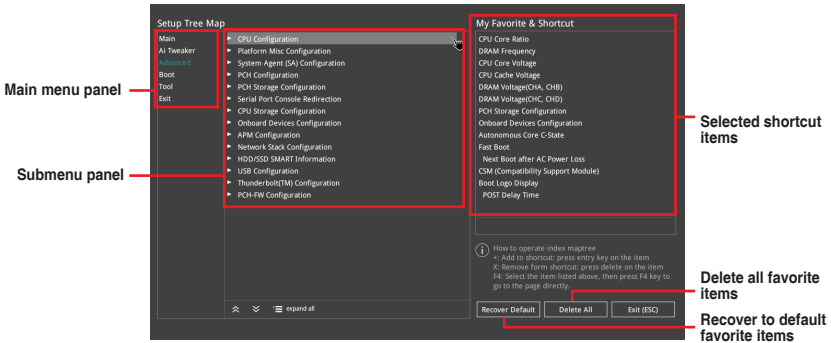 Setup Tree Map
My Favorite & Shortcut
Main
Ai Tweaker
Advanced
Boot
Tool
Exit
CPU Configuration
Platform Misc Configuration
System Agent (SA) Configuration
PCH Configuration
PCH Storage Configuration
Serial Port Console Redirection
CPU Storage Configuration
Onboard Devices Configuration
APM Configuration
Network Stack Configuration
HDD/SSD SMART Information
USB Configuration
Thunderbolt(TM) Configuration
PCH-FW Configuration
CPU Core Ratio
DRAM Frequency
CPU Core Voltage
CPU Cache Voltage
DRAM Voltage(CHA, CHB)
DRAM Voltage(CHC, CHD)
PCH Storage Configuration
Onboard Devices Configuration
Autonomous Core C-State
Fast Boot
Next Boot after AC Power Loss
CSM (Compatibility Support Module)
Boot Logo Display
POST Delay Time
How to operate index maptree
+: Add to shortcut: press entry key on the item
X: Remove form shortcut: press delete on the item
F4: Select the item listed above, then press F4 key to
go to the page directly.
expand all
Recover Default
Delete All
Exit (ESC)
Main menu panel
Submenu panel
Selected shortcut
items
Delete all favorite
items
Recover to default
favorite items